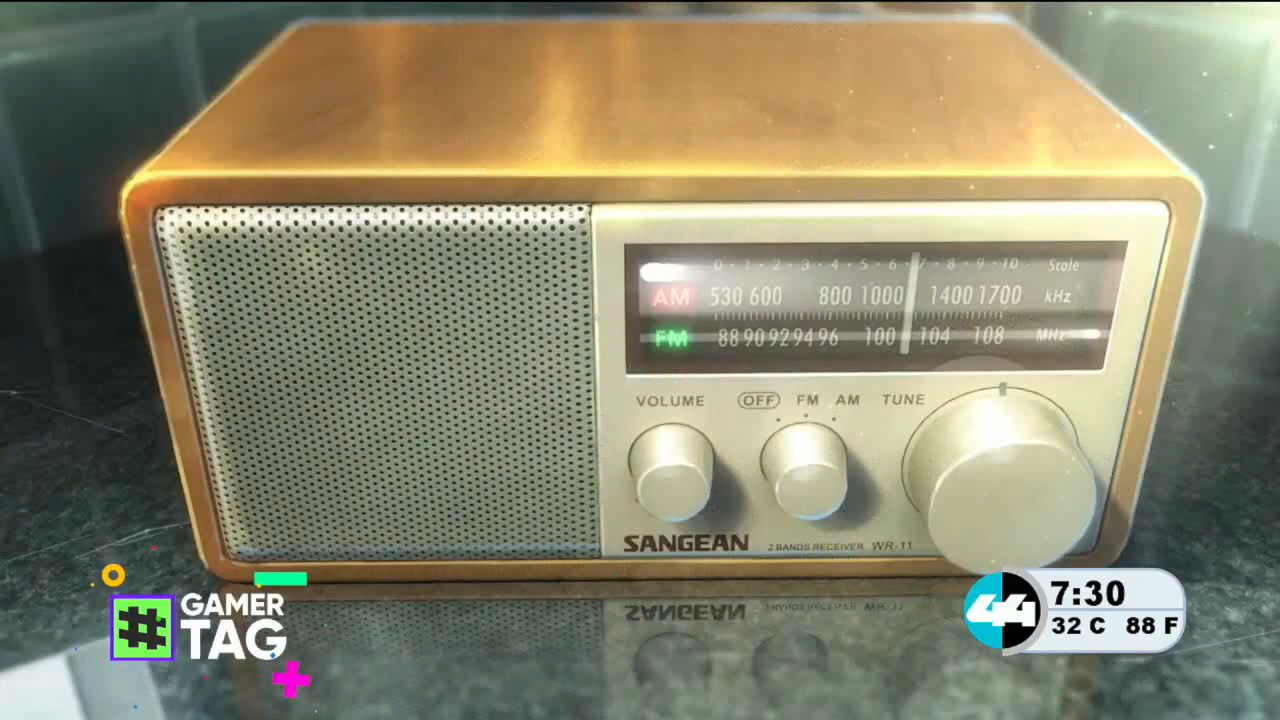 0 · 1 · 2 · 3 · 4 · 5 · 6 · 7 · 8 · 9 · 10 Scale
AM 530 600 800 1000 1400 1700 kHz
FM 88 90 92 94 96 100 104 108 MHz
VOLUME OFF FM AM TUNE
SANGEAN 2 BANDS RECEIVER WR-11
# GAMER
TAG
44 7:30
32 C 88 F